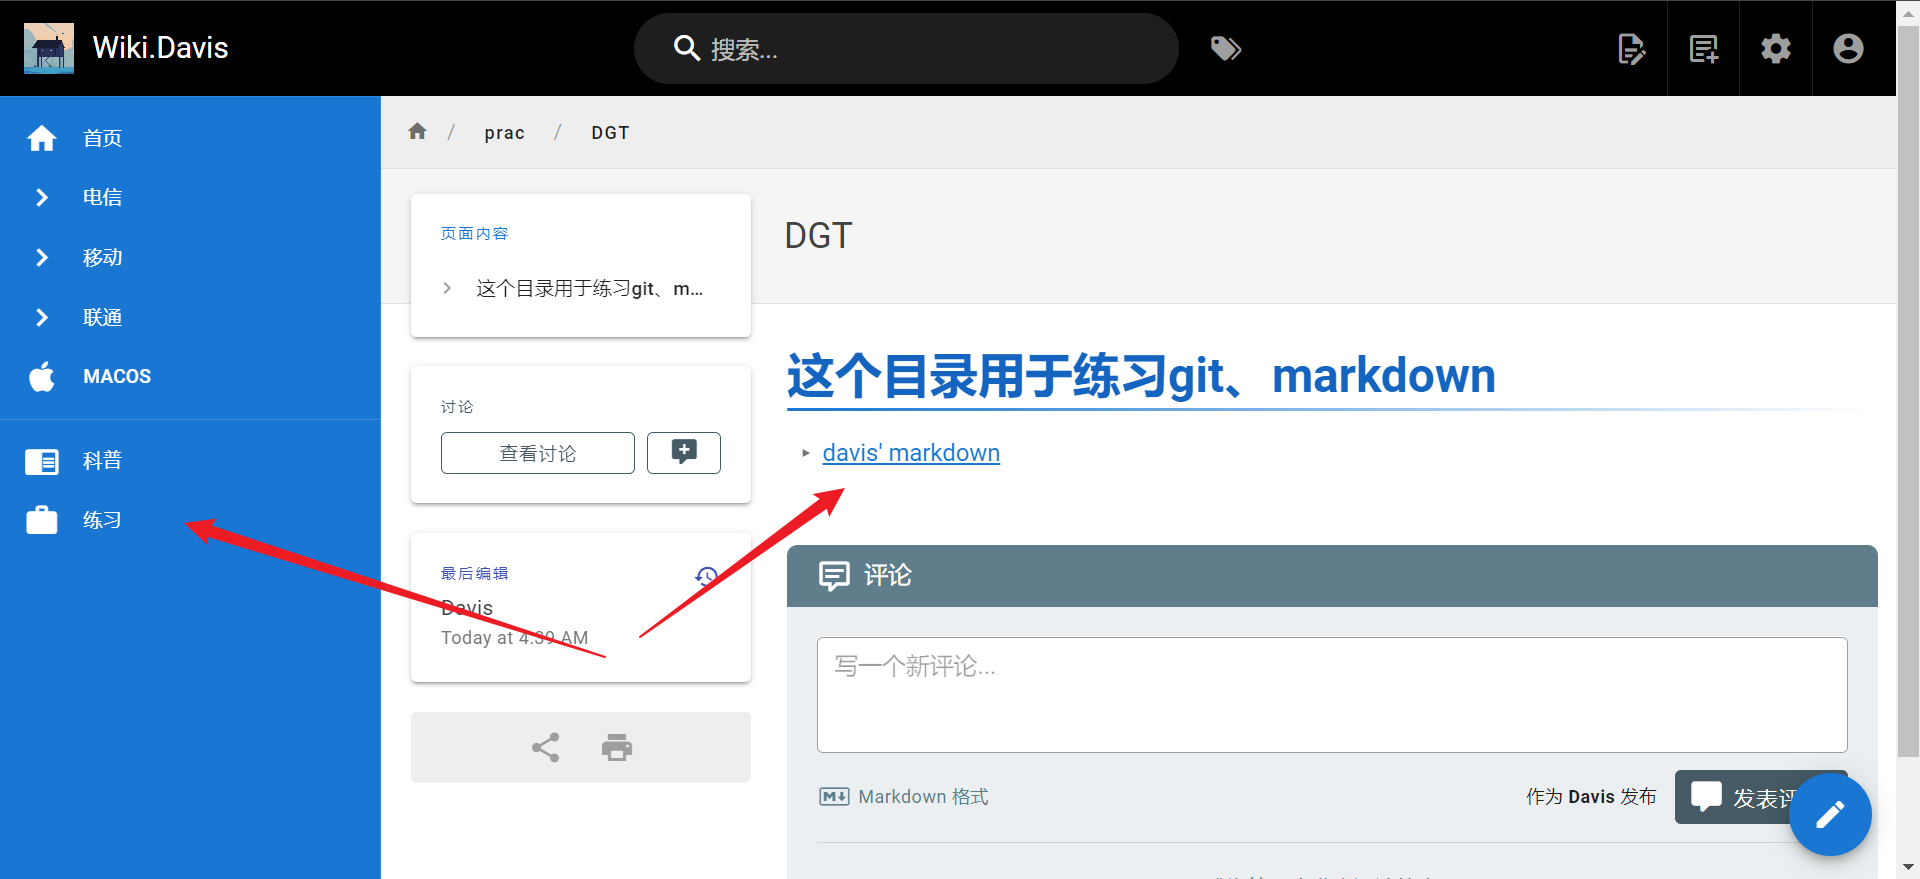 Wiki.Davis
搜索...
首页
电信
移动
联通
MACOS
科普
练习
/ prac / DGT
页面内容
这个目录用于练习git、m...
讨论
查看讨论
最后编辑
Davis
Today at 4:39 AM
DGT
这个目录用于练习git、markdown
davis' markdown
评论
写一个新评论...
Markdown 格式
作为 Davis 发布
发表评